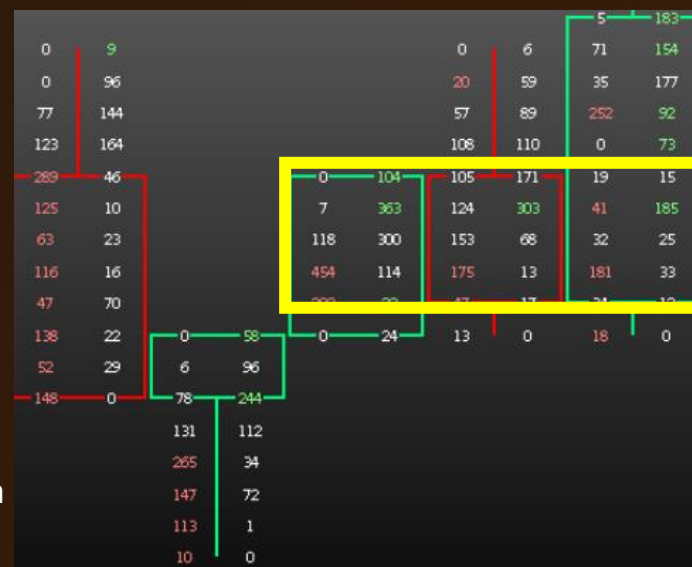 5 183
0 9 0 6 71 154
0 96 20 59 35 177
77 144 57 89 252 92
123 164 108 110 0 73
289 46 0 104 105 171 19 15
125 10 7 363 124 303 41 185
63 23 118 300 153 68 32 25
116 16 454 114 175 13 181 33
47 70
138 22 0 58 0 24 13 0 18 0
52 29 6 96
148 0 78 244
131 112
265 34
147 72
113 1
10 0